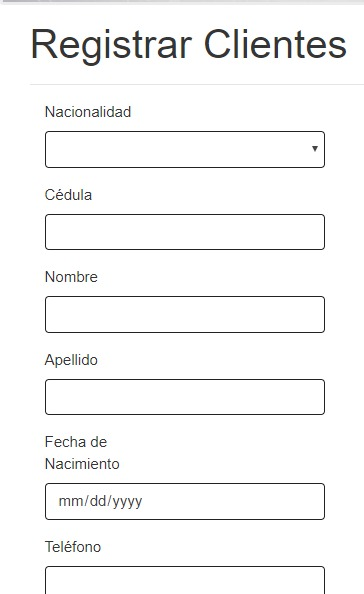 Registrar Clientes
Nacionalidad
Cédula
Nombre
Apellido
Fecha de
Nacimiento
mm/dd/yyyy
Teléfono